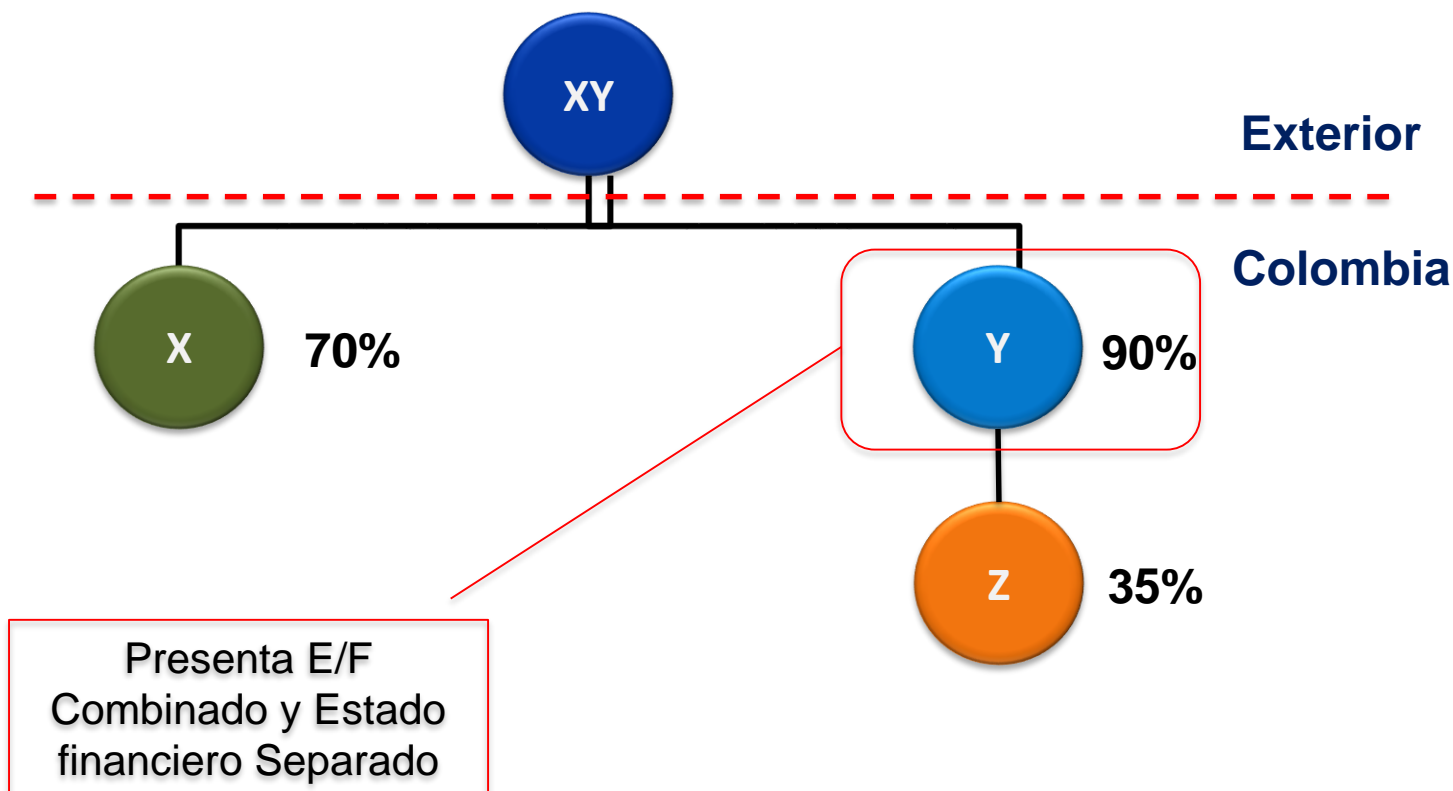 XY
Exterior
Colombia
X
70%
Y
90%
Z
35%
Presenta E/F
Combinado y Estado
financiero Separado